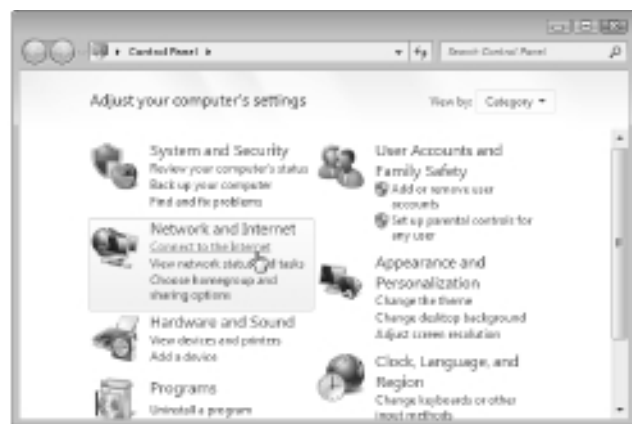 Control Panel
Search Control Panel
Adjust your computer's settings
View by: Category
System and Security
Review your computer's status
Back up your computer
Find and fix problems
Network and Internet
Connect to the Internet
View network status and tasks
Choose homegroup and
sharing options
Hardware and Sound
View devices and printers
Add a device
Programs
Uninstall a program
User Accounts and
Family Safety
Add or remove user
accounts
Set up parental controls for
any user
Appearance and
Personalization
Change the theme
Change desktop background
Adjust screen resolution
Clock, Language, and
Region
Change keyboards or other
input methods